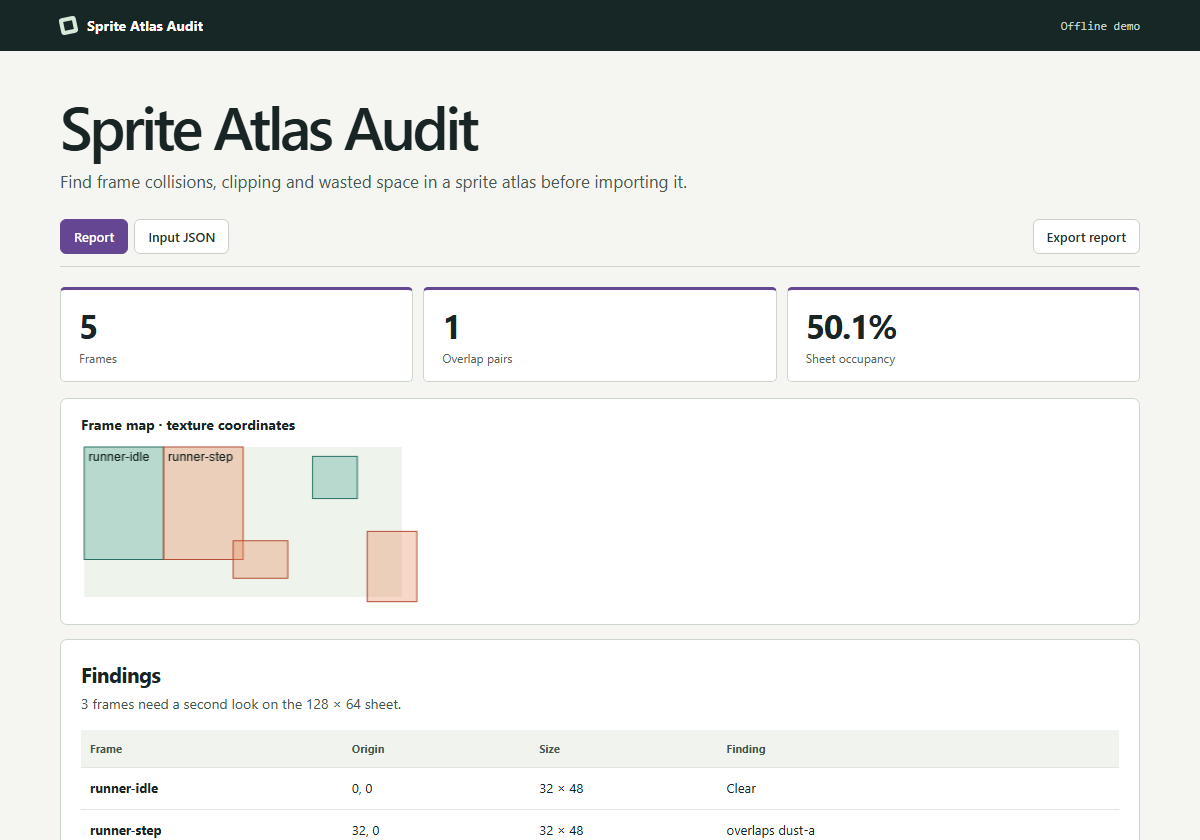 Sprite Atlas Audit
Offline demo
Sprite Atlas Audit
Find frame collisions, clipping and wasted space in a sprite atlas before importing it.
Report
Input JSON
Export report
5
Frames
1
Overlap pairs
50.1%
Sheet occupancy
Frame map · texture coordinates
runner-idle
runner-step
Findings
3 frames need a second look on the 128 × 64 sheet.
Frame Origin Size Finding
runner-idle 0, 0 32 × 48 Clear
runner-step 32, 0 32 × 48 overlaps dust-a